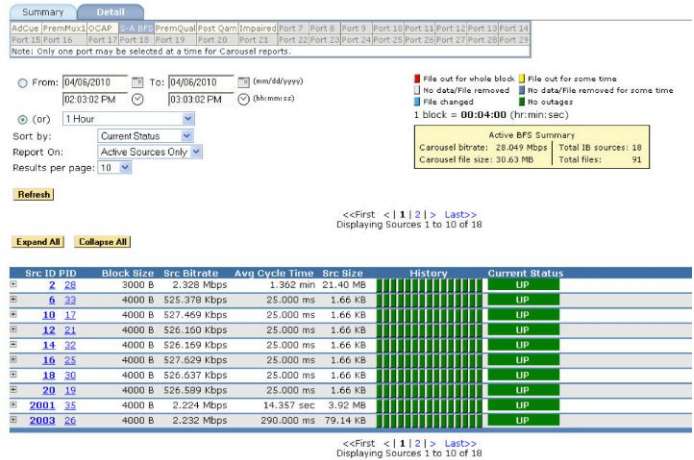 Summary Detail
AdCue PremMux1 OCAP S-A BFS PremQual Post Qam Impaired Port 7 Port 8 Port 9 Port 10 Port 11 Port 12 Port 13 Port 14
Port 15 Port 16 Port 17 Port 18 Port 19 Port 20 Port 21 Port 22 Port 23 Port 24 Port 25 Port 26 Port 27 Port 28 Port 29
Note: Only one port may be selected at a time for Carousel reports.
From: 04/06/2010 To: 04/06/2010 (mm/dd/yyyy)
02:03:02 PM 03:03:02 PM (hh:mm:ss)
(or) 1 Hour
Sort by: Current Status
Report On: Active Sources Only
Results per page: 10
Refresh
File out for whole block File out for some time
No data/File removed No data/File removed for some time
File changed No outages
1 block = 00:04:00 (hr:min:sec)
Active BFS Summary
Carousel bitrate: 28.049 Mbps Total IB sources: 18
Carousel file size: 30.63 MB Total files: 91
<<First < | 1 | 2 | > Last>>
Displaying Sources 1 to 10 of 18
Expand All Collapse All
Src ID PID Block Size Src Bitrate Avg Cycle Time Src Size History Current Status
2 28 3000 B 2.328 Mbps 1.362 min 21.40 MB UP
6 33 4000 B 525.378 Kbps 25.000 ms 1.66 KB UP
10 17 4000 B 527.469 Kbps 25.000 ms 1.66 KB UP
12 21 4000 B 526.160 Kbps 25.000 ms 1.66 KB UP
14 32 4000 B 526.169 Kbps 25.000 ms 1.66 KB UP
16 25 4000 B 527.629 Kbps 25.000 ms 1.66 KB UP
18 30 4000 B 526.637 Kbps 25.000 ms 1.66 KB UP
20 19 4000 B 526.589 Kbps 25.000 ms 1.66 KB UP
2001 35 4000 B 2.224 Mbps 14.357 sec 3.92 MB UP
2003 26 4000 B 2.232 Mbps 290.000 ms 79.14 KB UP
<<First < | 1 | 2 | > Last>>
Displaying Sources 1 to 10 of 18